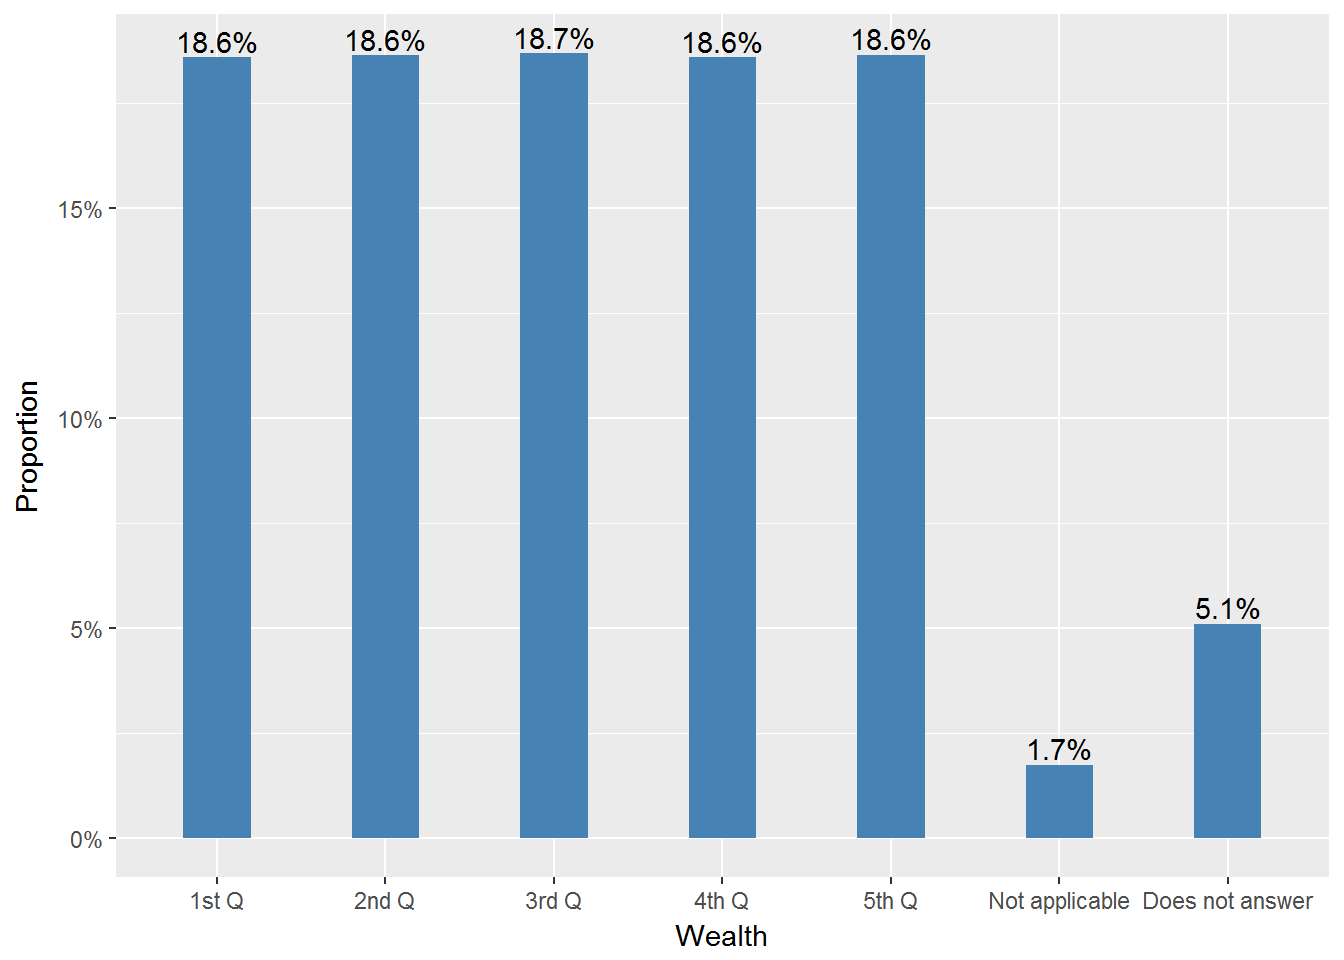 18.6% 18.6% 18.7% 18.6% 18.6%
15%
10%
5%
0%
1.7%
5.1%
Proportion
1st Q 2nd Q 3rd Q 4th Q 5th Q Not applicable Does not answer
Wealth